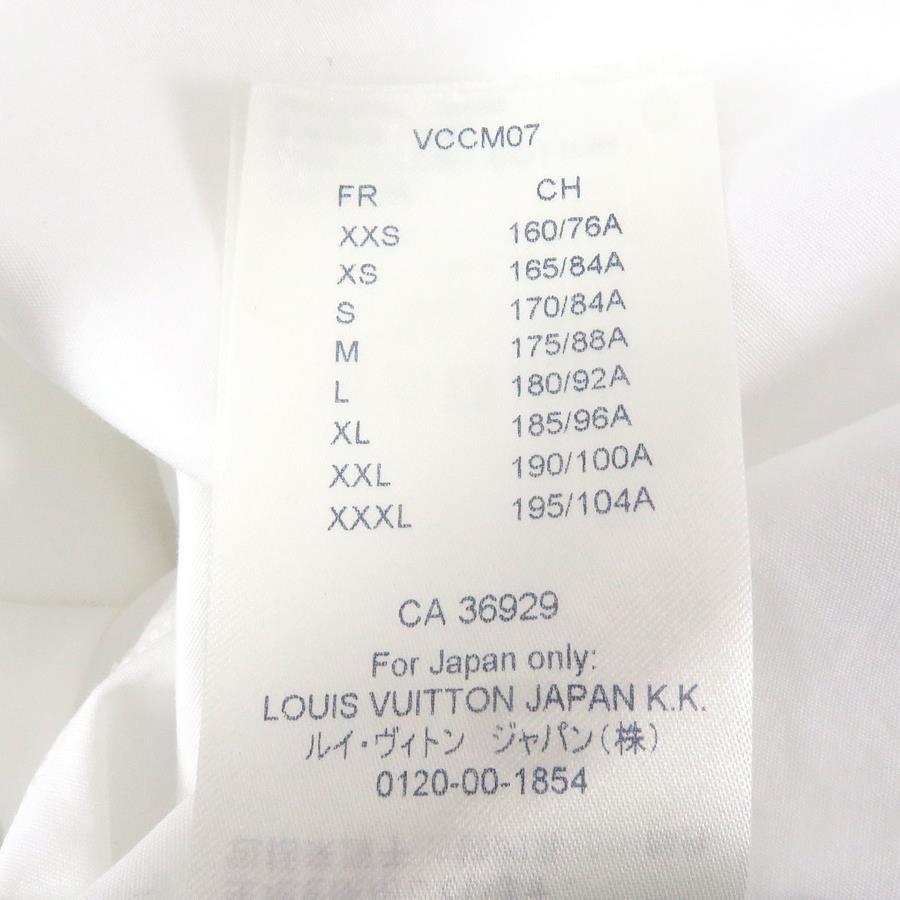 VCCM07
FR CH
XXS 160/76A
XS 165/84A
S 170/84A
M 175/88A
L 180/92A
XL 185/96A
XXL 190/100A
XXXL 195/104A
CA 36929
For Japan only:
LOUIS VUITTON JAPAN K.K.
ルイ・ヴィトン ジャパン(株)
0120-00-1854